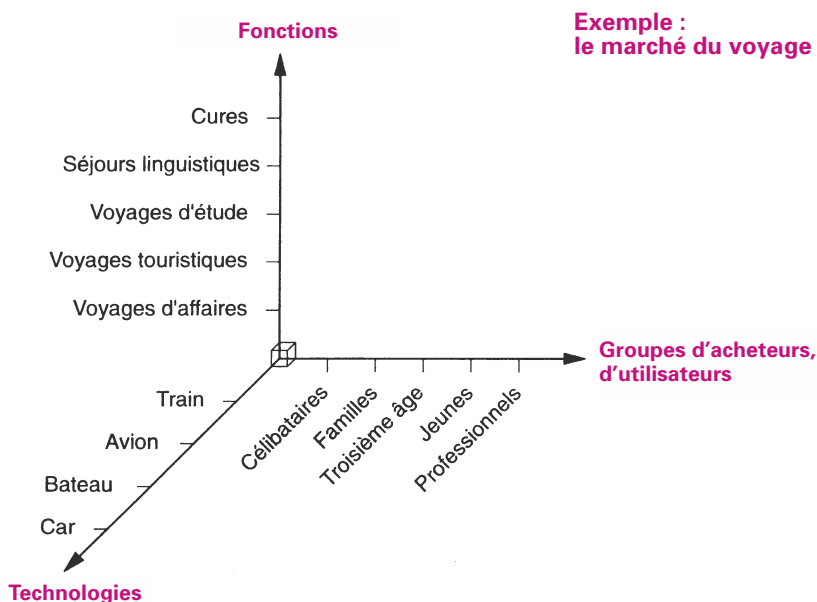 Fonctions
Exemple :
le marché du voyage
Cures
Séjours linguistiques
Voyages d'étude
Voyages touristiques
Voyages d'affaires
Groupes d'acheteurs,
d'utilisateurs
Train
Avion
Bateau
Car
Célibataires
Familles
Troisième âge
Jeunes
Professionnels
Technologies